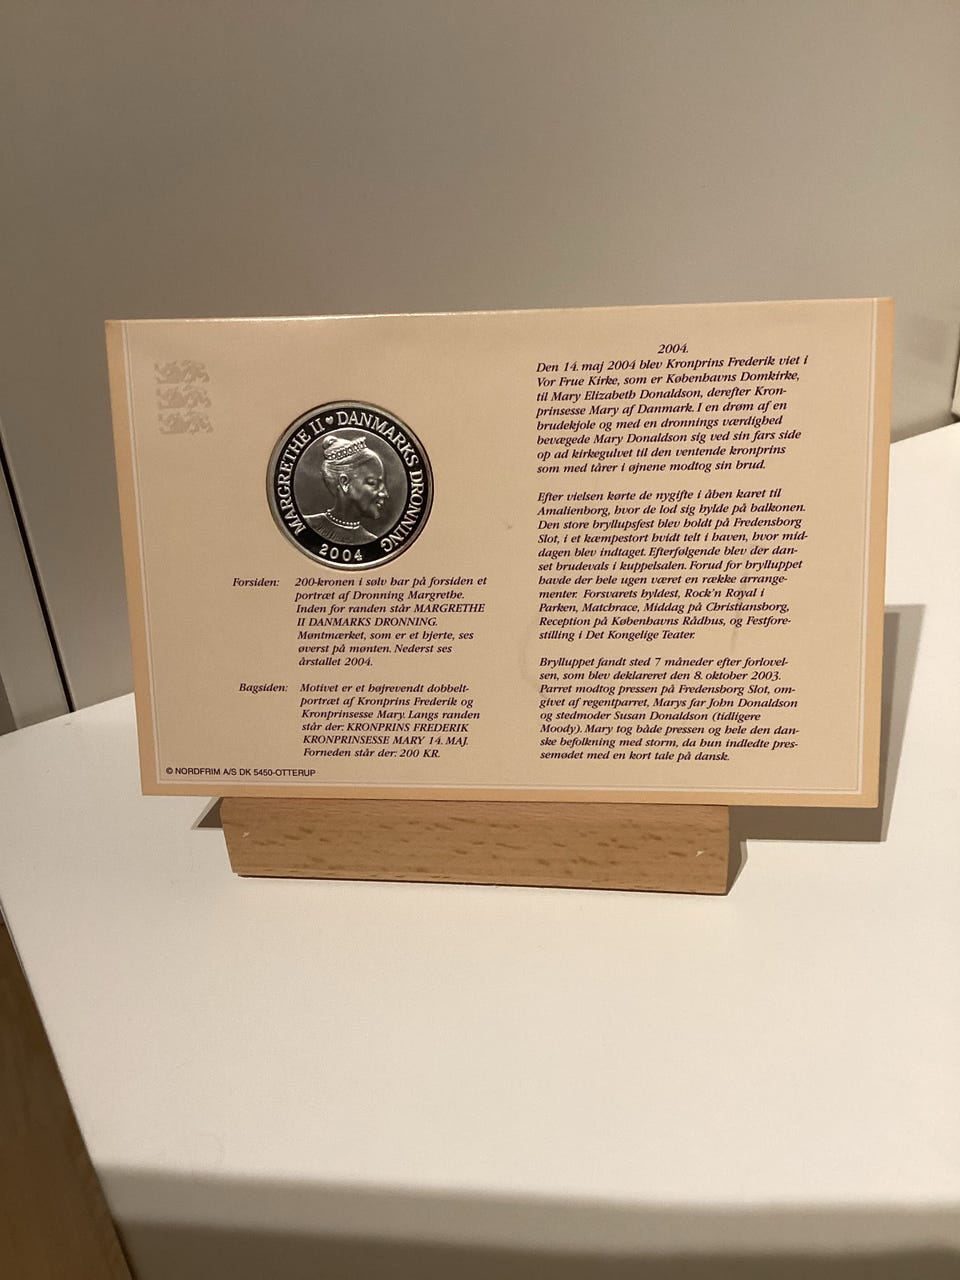 MARGRETHE II ♥ DANMARKS DRONNING
2004
Forsiden: 200-kronen i sølv har på forsiden et
portræt af Dronning Margrethe.
Inden for randen står MARGRETHE
II DANMARKS DRONNING.
Møntmærket, som er et hjerte, ses
øverst på mønten. Nederst ses
årstallet 2004.
Bagsiden: Motivet er et højrevendt dobbelt-
portræt af Kronprins Frederik og
Kronprinsesse Mary. Langs randen
står der: KRONPRINS FREDERIK
KRONPRINSESSE MARY 14. MAJ.
Forneden står der: 200 KR.
© NORDFRIM A/S DK 5450-OTTERUP
2004.
Den 14. maj 2004 blev Kronprins Frederik viet i
Vor Frue Kirke, som er Københavns Domkirke,
til Mary Elizabeth Donaldson, derefter Kron-
prinsesse Mary af Danmark. I en drøm af en
brudekjole og med en dronnings værdighed
bevægede Mary Donaldson sig ved sin fars side
op ad kirkegulvet til den ventende kronprins
som med tårer i øjnene modtog sin brud.
Efter vielsen kørte de nygifte i åben karet til
Amalienborg, hvor de lod sig hylde på balkonen.
Den store bryllupsfest blev holdt på Fredensborg
Slot, i et kæmpestort hvidt telt i haven, hvor mid-
dagen blev indtaget. Efterfølgende blev der dan-
set brudevals i kuppelsalen. Forud for brylluppet
havde der hele ugen været en række arrange-
menter: Forsvarets hyldest, Rock'n Royal i
Parken, Matchrace, Middag på Christiansborg,
Reception på Københavns Rådhus, og Festfore-
stilling i Det Kongelige Teater.
Brylluppet fandt sted 7 måneder efter forlovel-
sen, som blev deklareret den 8. oktober 2003.
Parret modtog pressen på Fredensborg Slot, om-
givet af regentparret, Marys far John Donaldson
og stedmoder Susan Donaldson (tidligere
Moody). Mary tog både pressen og hele den dan-
ske befolkning med storm, da hun indledte pres-
semødet med en kort tale på dansk.